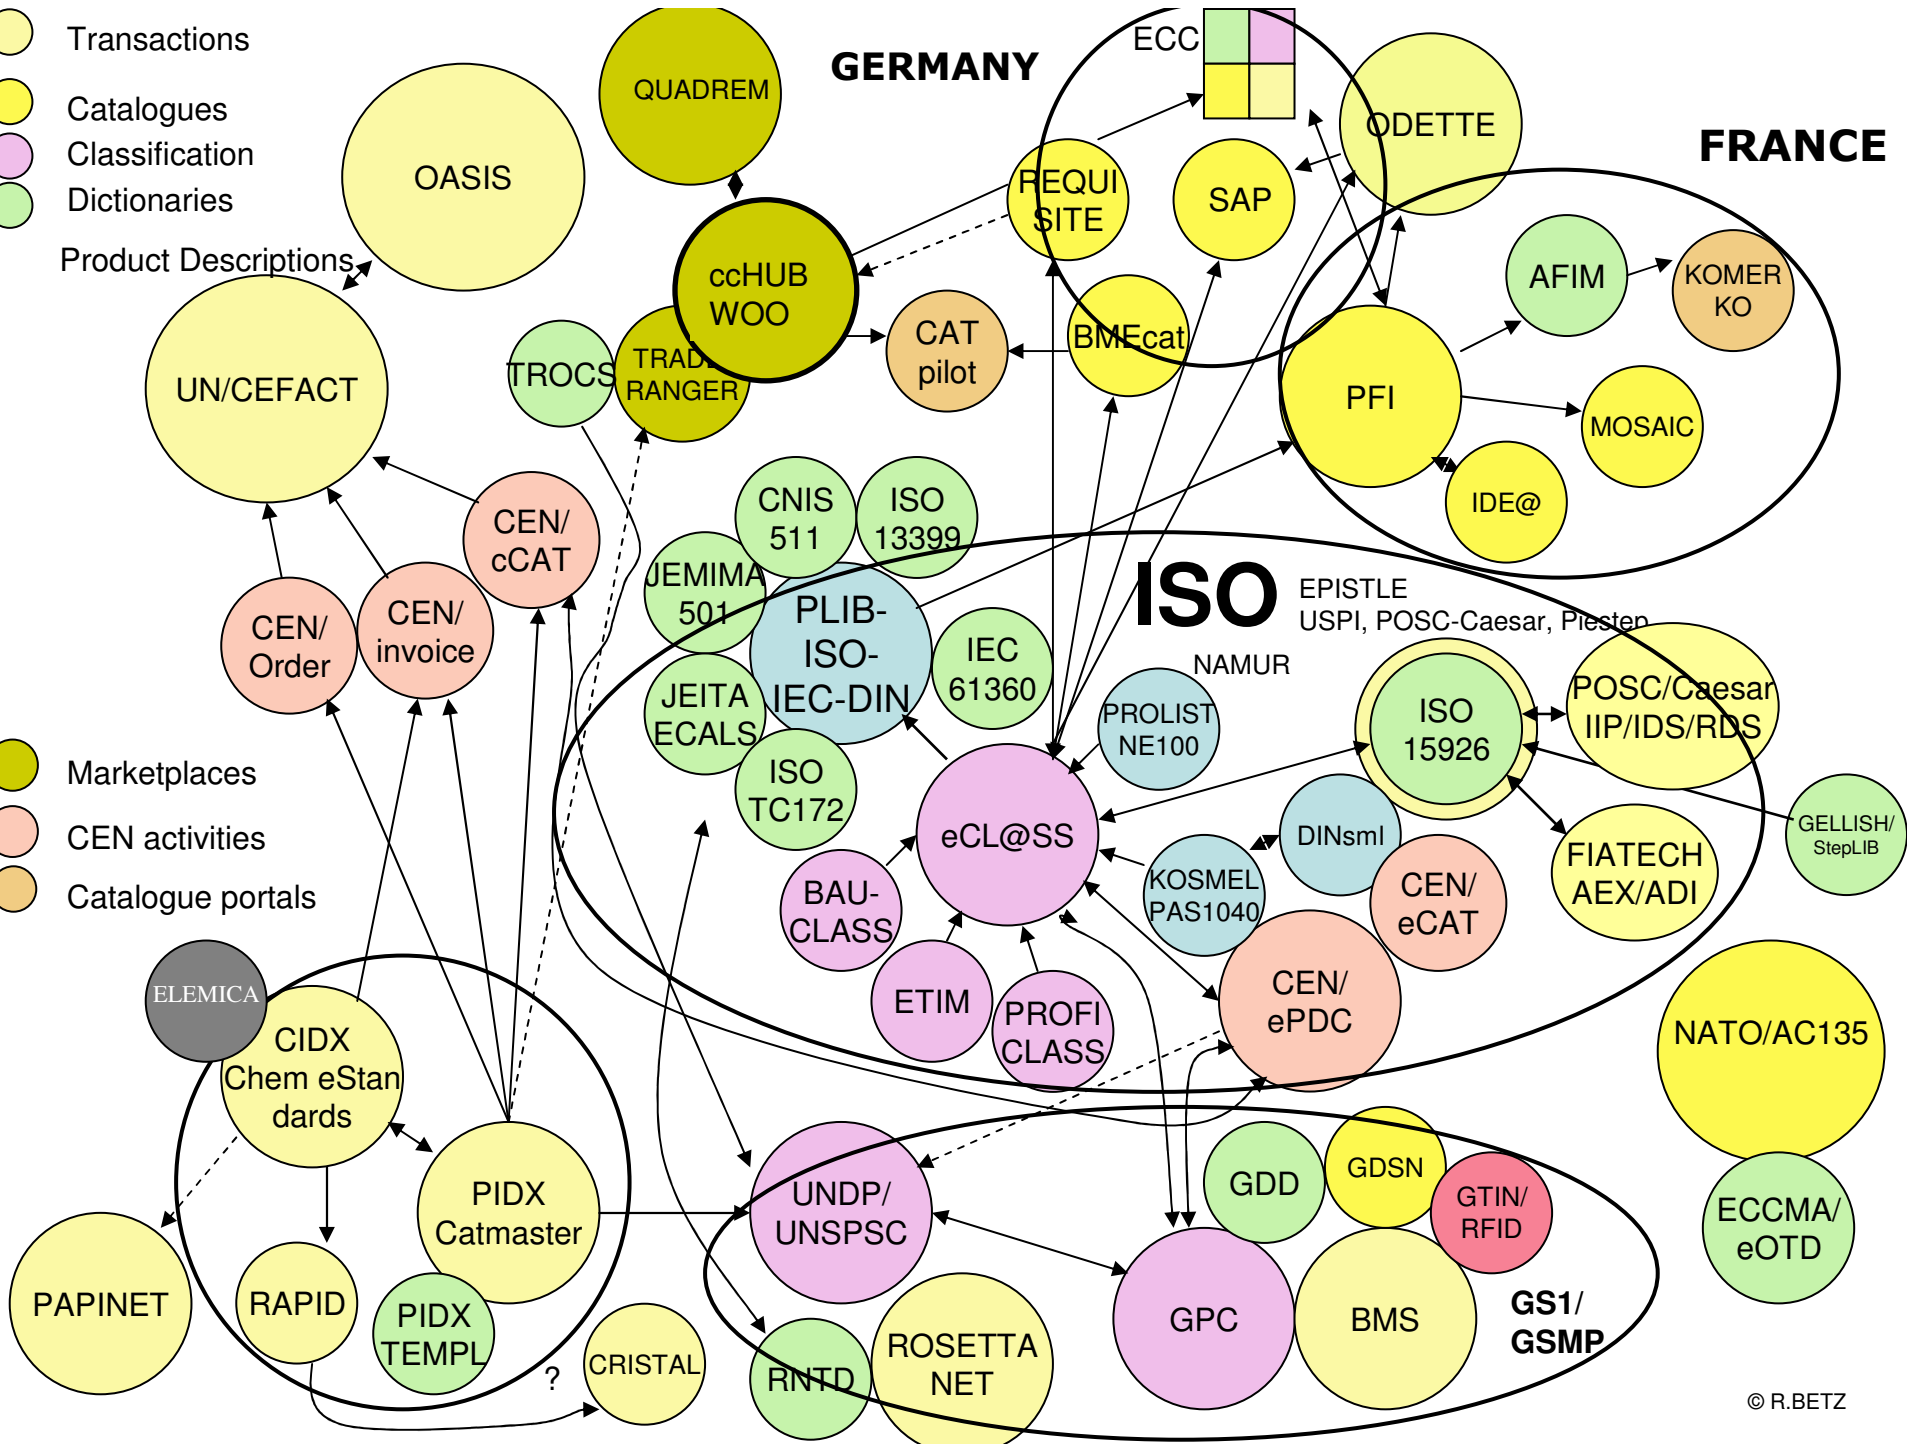 Transactions
Catalogues
Classification
Dictionaries
Product Descriptions
OASIS
QUADREM
GERMANY
ECC
ODETTE
FRANCE
REQUI
SITE
SAP
ccHUB
WOO
AFIM
KOMER
KO
UN/CEFACT
TROCS
TRADE
RANGER
CAT
pilot
BMEcat
PFI
MOSAIC
IDE@
CEN/
cCAT
CNIS
511
ISO
13399
JEMIMA
501
PLIB-
ISO-
IEC-DIN
ISO
EPISTLE
USPI, POSC-Caesar, Piestep
NAMUR
CEN/
Order
CEN/
invoice
IEC
61360
JEITA
ECALS
PROLIST
NE100
ISO
15926
POSC/Caesar
IIP/IDS/RDS
ISO
TC172
Marketplaces
CEN activities
Catalogue portals
eCL@SS
DINsml
GELLISH/
StepLIB
FIATECH
AEX/ADI
BAU-
CLASS
KOSMEL
PAS1040
CEN/
eCAT
ETIM
PROFI
CLASS
CEN/
ePDC
ELEMICA
CIDX
Chem eStan
dards
NATO/AC135
PIDX
Catmaster
UNDP/
UNSPSC
GDD
GDSN
GTIN/
RFID
ECCMA/
eOTD
PAPINET
RAPID
PIDX
TEMPL
?
CRISTAL
RNTD
ROSETTA
NET
GPC
BMS
GS1/
GSMP
© R.BETZ